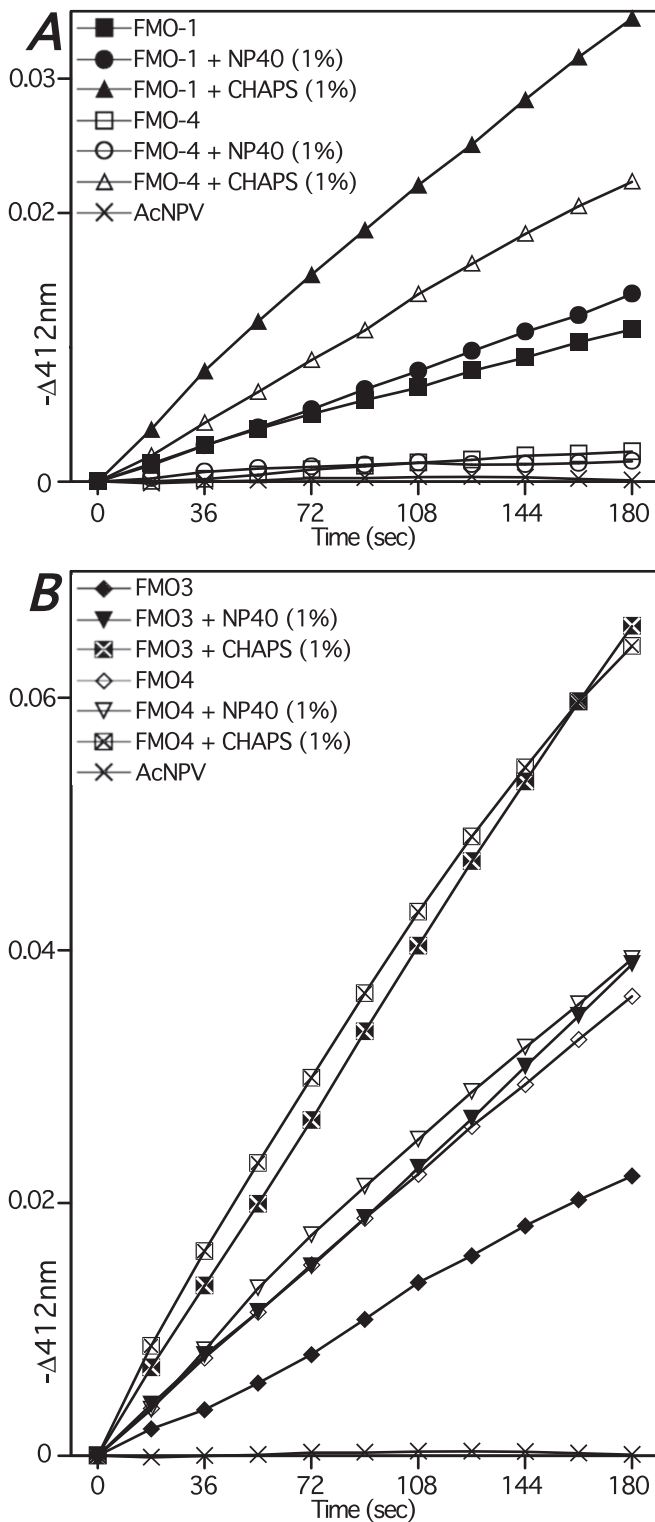 A
FMO-1
FMO-1 + NP40 (1%)
FMO-1 + CHAPS (1%)
FMO-4
FMO-4 + NP40 (1%)
FMO-4 + CHAPS (1%)
AcNPV
0.03
0.02
0
-Δ412nm
0 36 72 108 144 180
Time (sec)
B
FMO3
FMO3 + NP40 (1%)
FMO3 + CHAPS (1%)
FMO4
FMO4 + NP40 (1%)
FMO4 + CHAPS (1%)
AcNPV
0.06
0.04
0.02
0
-Δ412nm
0 36 72 108 144 180
Time (sec)